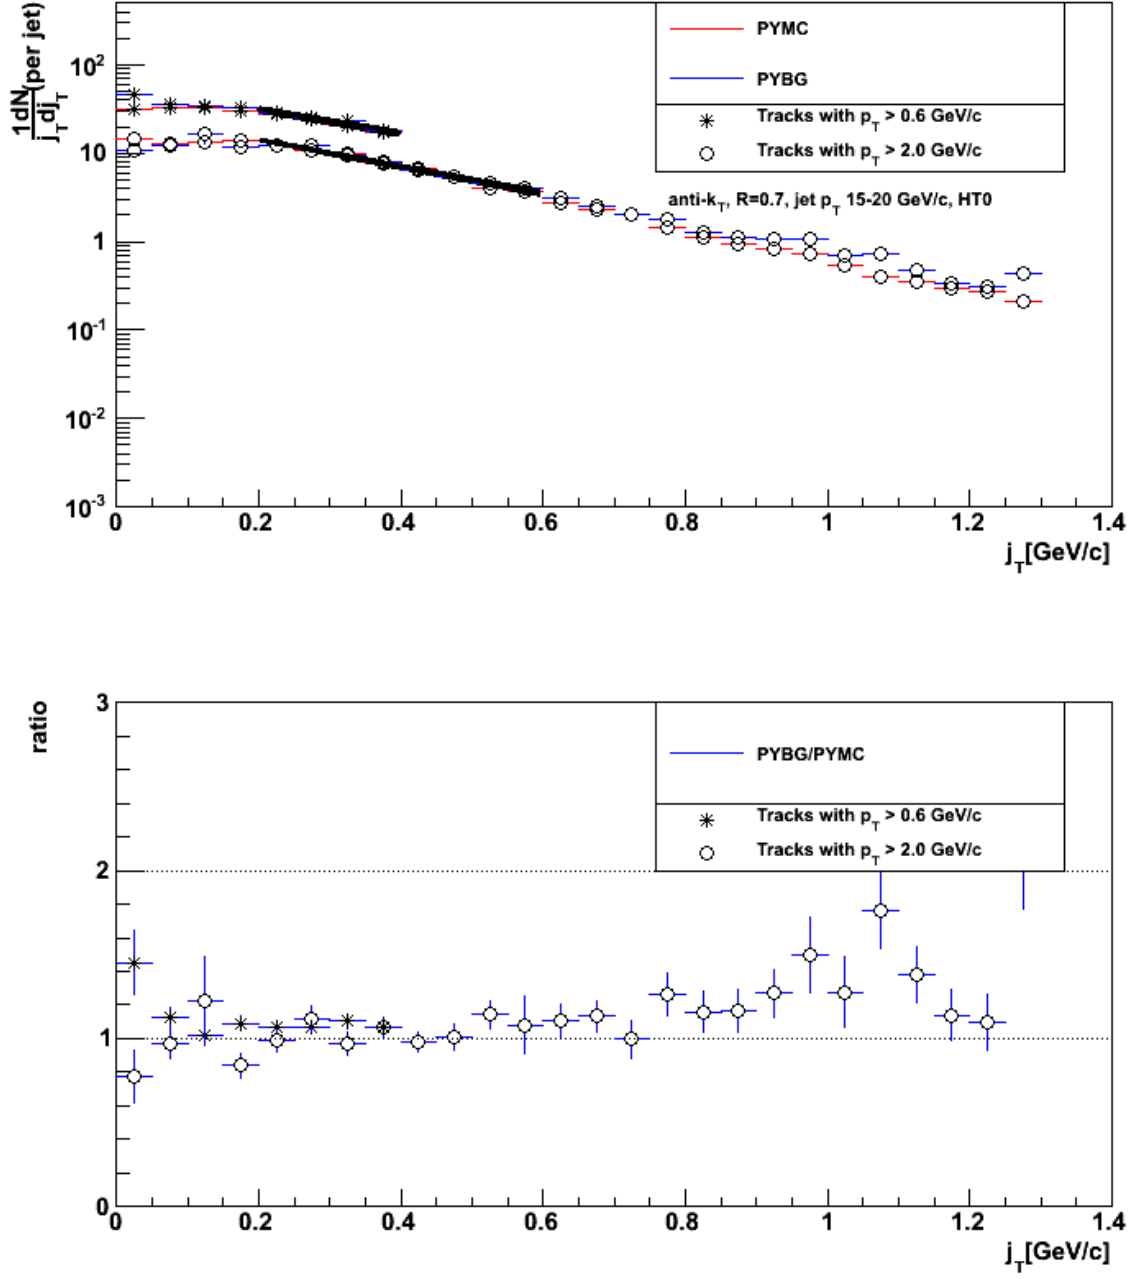 1 dN (per jet)
j_T dj_T
10^2
10
1
10^-1
10^-2
10^-3
PYMC
PYBG
Tracks with p_T > 0.6 GeV/c
Tracks with p_T > 2.0 GeV/c
anti-k_T, R=0.7, jet p_T 15-20 GeV/c, HT0
0 0.2 0.4 0.6 0.8 1 1.2 1.4
j_T[GeV/c]
ratio
3
2
1
0
PYBG/PYMC
Tracks with p_T > 0.6 GeV/c
Tracks with p_T > 2.0 GeV/c
0 0.2 0.4 0.6 0.8 1 1.2 1.4
j_T[GeV/c]